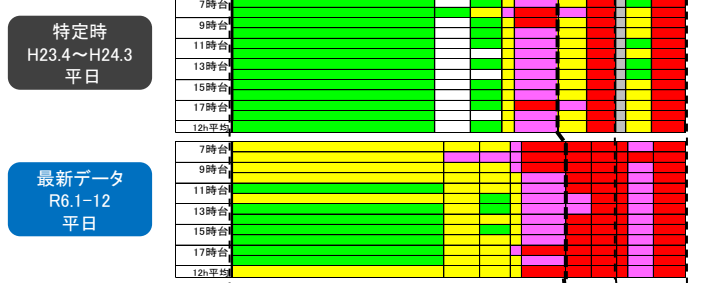 7時台
9時台
特定時
H23.4～H24.3
平日
11時台
13時台
15時台
17時台
12h平均
7時台
9時台
最新データ
R6.1-12
平日
11時台
13時台
15時台
17時台
12h平均